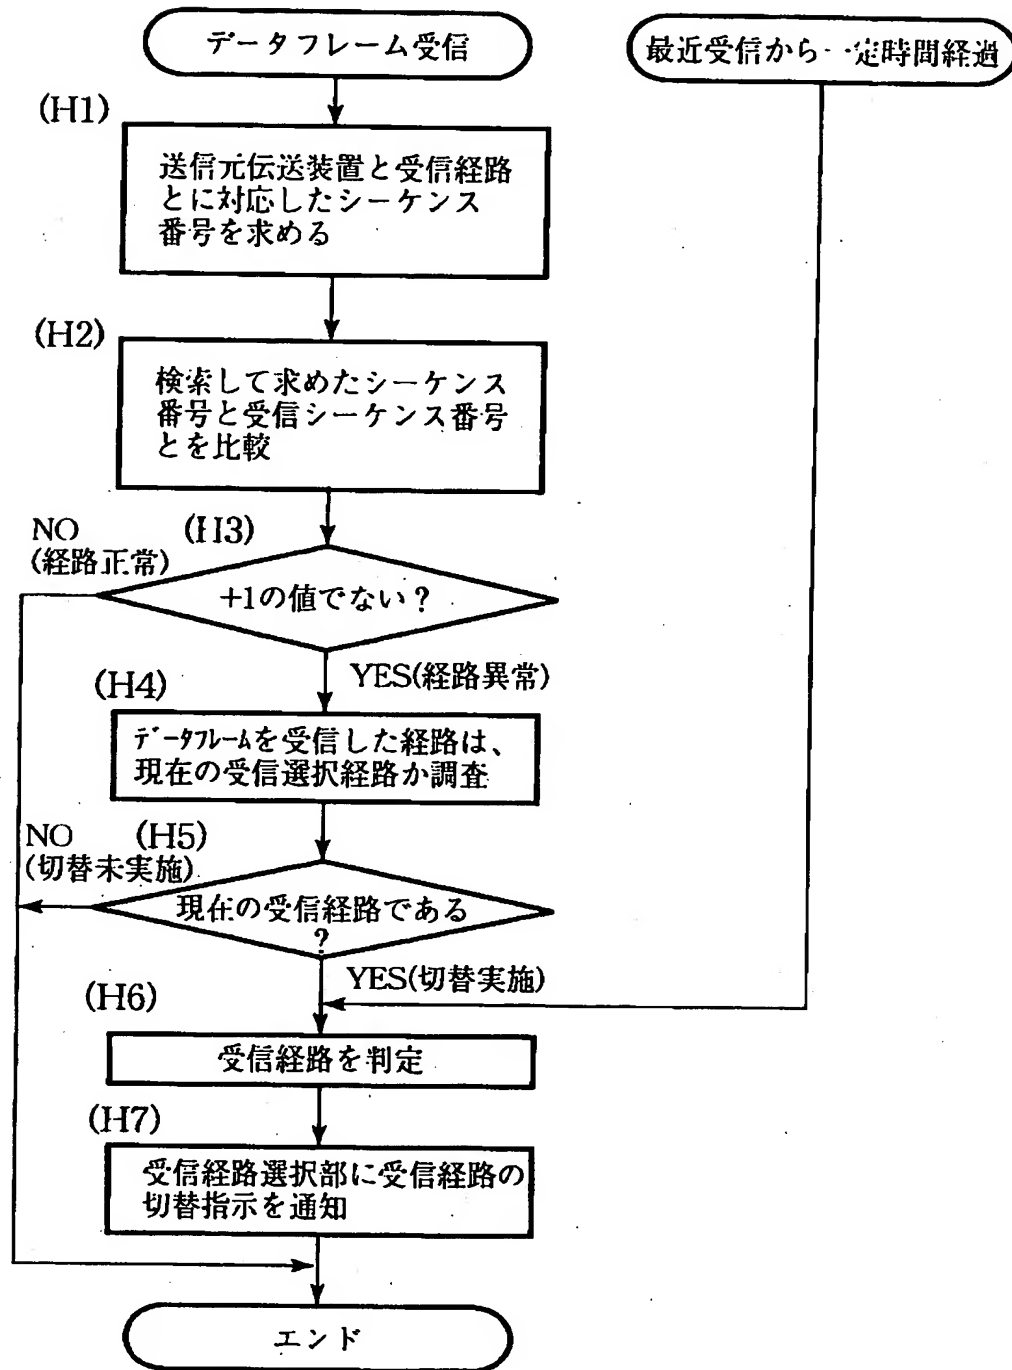 データフレーム受信
最近受信から一定時間経過
(H1)
送信元伝送装置と受信経路
とに対応したシーケンス
番号を求める
(H2)
検索して求めたシーケンス
番号と受信シーケンス番号
とを比較
NO
(経路正常)
(H3)
+1の値でない?
YES(経路異常)
(H4)
データフレームを受信した経路は、
現在の受信選択経路か調査
NO
(切替未実施)
(H5)
現在の受信経路である
?
YES(切替実施)
(H6)
受信経路を判定
(H7)
受信経路選択部に受信経路の
切替指示を通知
エンド